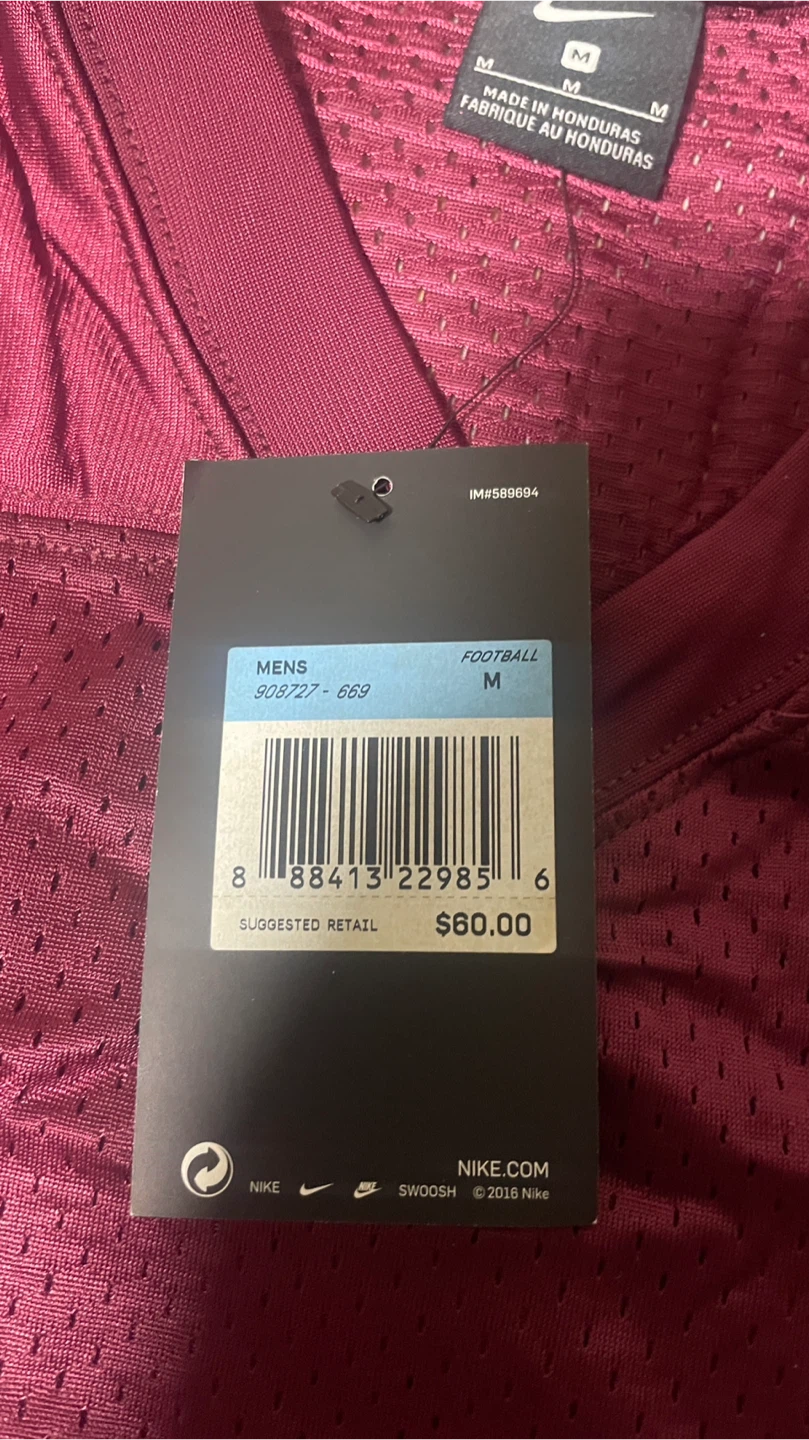 M
M M M
MADE IN HONDURAS
FABRIQUE AU HONDURAS
IM#589694
MENS FOOTBALL
908727 - 669 M
8 88413 22985 6
SUGGESTED RETAIL $60.00
NIKE.COM
NIKE NIKE SWOOSH © 2016 Nike